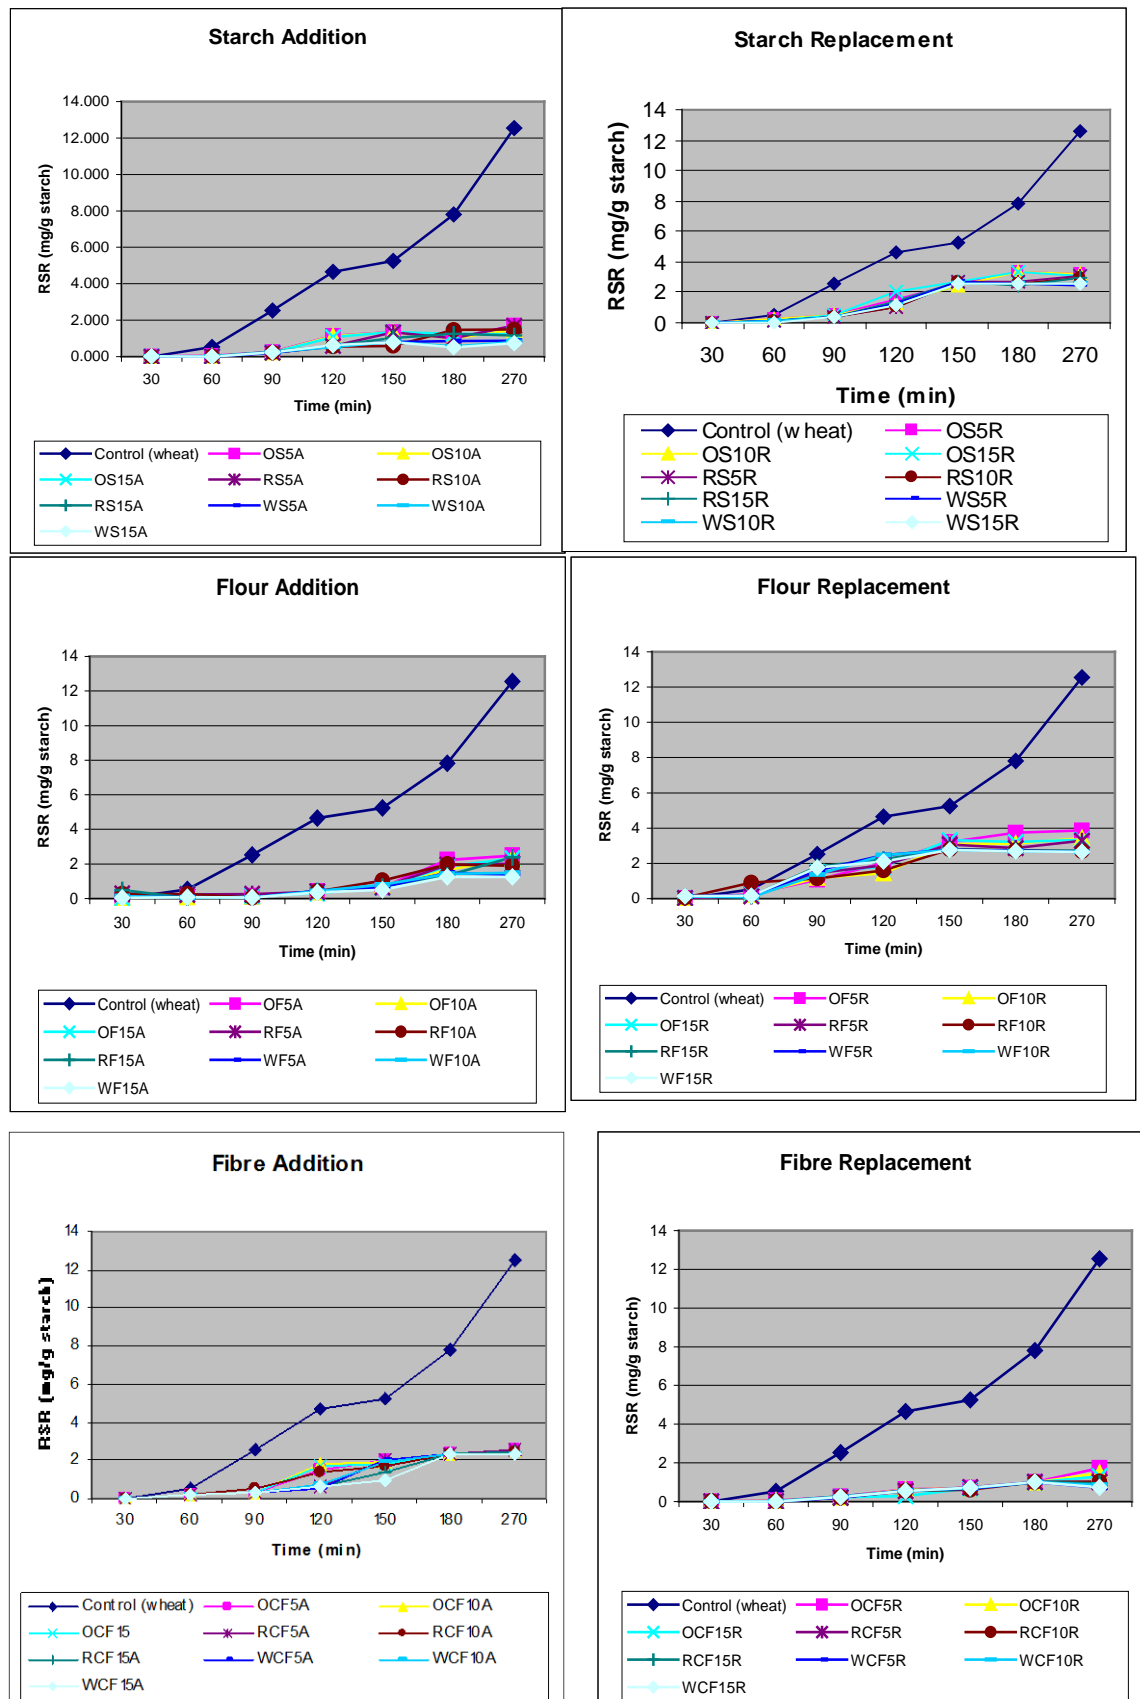 Starch Addition
14.000
12.000
10.000
8.000
6.000
4.000
2.000
0.000
RSR (mg/g starch)
30 60 90 120 150 180 270
Time (min)
Control (wheat) OS5A OS10A
OS15A RS5A RS10A
RS15A WS5A WS10A
WS15A
Starch Replacement
14
12
10
8
6
4
2
0
RSR (mg/g starch)
30 60 90 120 150 180 270
Time (min)
Control (wheat) OS5R
OS10R OS15R
RS5R RS10R
RS15R WS5R
WS10R WS15R
Flour Addition
14
12
10
8
6
4
2
0
RSR (mg/g starch)
30 60 90 120 150 180 270
Time (min)
Control (wheat) OF5A OF10A
OF15A RF5A RF10A
RF15A WF5A WF10A
WF15A
Flour Replacement
14
12
10
8
6
4
2
0
RSR (mg/g starch)
30 60 90 120 150 180 270
Time (min)
Control (wheat) OF5R OF10R
OF15R RF5R RF10R
RF15R WF5R WF10R
WF15R
Fibre Addition
14
12
10
8
6
4
2
0
RSR (mg/g starch)
30 60 90 120 150 180 270
Time (min)
Control (wheat) OCF5A OCF10A
OCF15 RCF5A RCF10A
RCF15A WCF5A WCF10A
WCF15A
Fibre Replacement
14
12
10
8
6
4
2
0
RSR (mg/g starch)
30 60 90 120 150 180 270
Time (min)
Control (wheat) OCF5R OCF10R
OCF15R RCF5R RCF10R
RCF15R WCF5R WCF10R
WCF15R